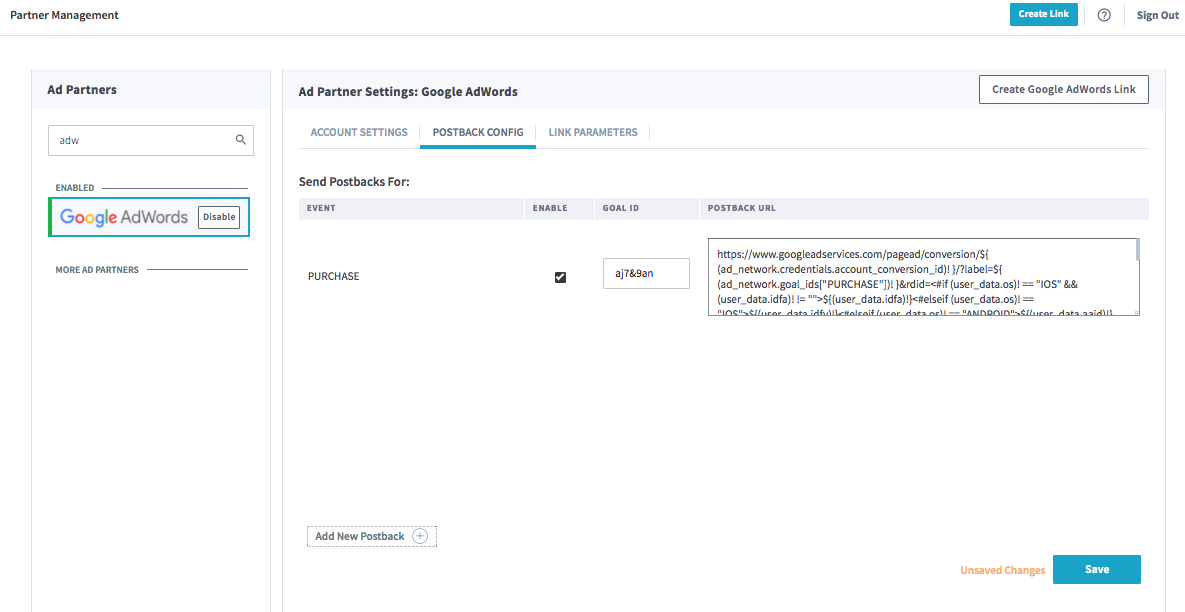 Partner Management
Create Link
Sign Out
Ad Partners
adw
ENABLED
Google AdWords
Disable
MORE AD PARTNERS
Ad Partner Settings: Google AdWords
Create Google AdWords Link
ACCOUNT SETTINGS
POSTBACK CONFIG
LINK PARAMETERS
Send Postbacks For:
EVENT
ENABLE
GOAL ID
POSTBACK URL
PURCHASE
aj7&9an
https://www.googleadservices.com/pagead/conversion/${
(ad_network.credentials.account_conversion_id)! }/?label=${
(ad_network.goal_ids["PURCHASE"])! }&rdid=<#if (user_data.os)! == "IOS" &&
(user_data.idfa)! != "">${(user_data.idfa)!}<#elseif (user_data.os)! ==
"IOS">${(user_data.idfv)!}<#elseif (user_data.os)! == "ANDROID">${(user_data.aaid)!}
Add New Postback
Unsaved Changes
Save